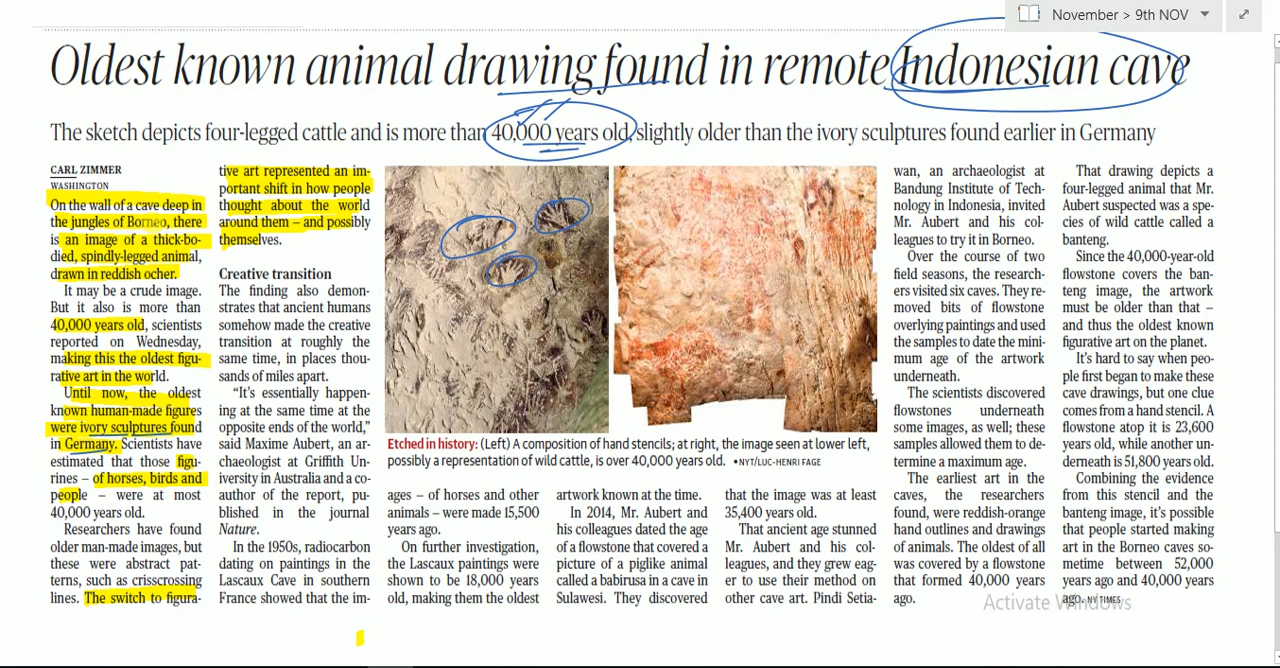 November > 9th NOV
Oldest known animal drawing found in remote Indonesian cave
The sketch depicts four-legged cattle and is more than 40,000 years old, slightly older than the ivory sculptures found earlier in Germany
CARL ZIMMER
WASHINGTON
On the wall of a cave deep in
the jungles of Borneo, there
is an image of a thick-bo-
died, spindly-legged animal,
drawn in reddish ocher.
It may be a crude image.
But it also is more than
40,000 years old, scientists
reported on Wednesday,
making this the oldest figu-
rative art in the world.
Until now, the oldest
known human-made figures
were ivory sculptures found
in Germany. Scientists have
estimated that those figu-
rines – of horses, birds and
people – were at most
40,000 years old.
Researchers have found
older man-made images, but
these were abstract pat-
terns, such as crisscrossing
lines. The switch to figura-
tive art represented an im-
portant shift in how people
thought about the world
around them – and possibly
themselves.
Creative transition
The finding also demon-
strates that ancient humans
somehow made the creative
transition at roughly the
same time, in places thou-
sands of miles apart.
“It’s essentially happen-
ing at the same time at the
opposite ends of the world,”
said Maxime Aubert, an ar-
chaeologist at Griffith Un-
iversity in Australia and a co-
author of the report, pu-
blished in the journal
Nature.
In the 1950s, radiocarbon
dating on paintings in the
Lascaux Cave in southern
France showed that the im-
Etched in history: (Left) A composition of hand stencils; at right, the image seen at lower left,
possibly a representation of wild cattle, is over 40,000 years old. ▪NYT/LUC-HENRI FAGE
ages – of horses and other
animals – were made 15,500
years ago.
On further investigation,
the Lascaux paintings were
shown to be 18,000 years
old, making them the oldest
artwork known at the time.
In 2014, Mr. Aubert and
his colleagues dated the age
of a flowstone that covered a
picture of a piglike animal
called a babirusa in a cave in
Sulawesi. They discovered
that the image was at least
35,400 years old.
That ancient age stunned
Mr. Aubert and his col-
leagues, and they grew eag-
er to use their method on
other cave art. Pindi Setia-
wan, an archaeologist at
Bandung Institute of Tech-
nology in Indonesia, invited
Mr. Aubert and his col-
leagues to try it in Borneo.
Over the course of two
field seasons, the research-
ers visited six caves. They re-
moved bits of flowstone
overlying paintings and used
the samples to date the mini-
mum age of the artwork
underneath.
The scientists discovered
flowstones underneath
some images, as well; these
samples allowed them to de-
termine a maximum age.
The earliest art in the
caves, the researchers
found, were reddish-orange
hand outlines and drawings
of animals. The oldest of all
was covered by a flowstone
that formed 40,000 years
ago.
That drawing depicts a
four-legged animal that Mr.
Aubert suspected was a spe-
cies of wild cattle called a
banteng.
Since the 40,000-year-old
flowstone covers the ban-
teng image, the artwork
must be older than that –
and thus the oldest known
figurative art on the planet.
It’s hard to say when peo-
ple first began to make these
cave drawings, but one clue
comes from a hand stencil. A
flowstone atop it is 23,600
years old, while another un-
derneath is 51,800 years old.
Combining the evidence
from this stencil and the
banteng image, it’s possible
that people started making
art in the Borneo caves so-
metime between 52,000
years ago and 40,000 years
ago. NY TIMES
Activate Windows